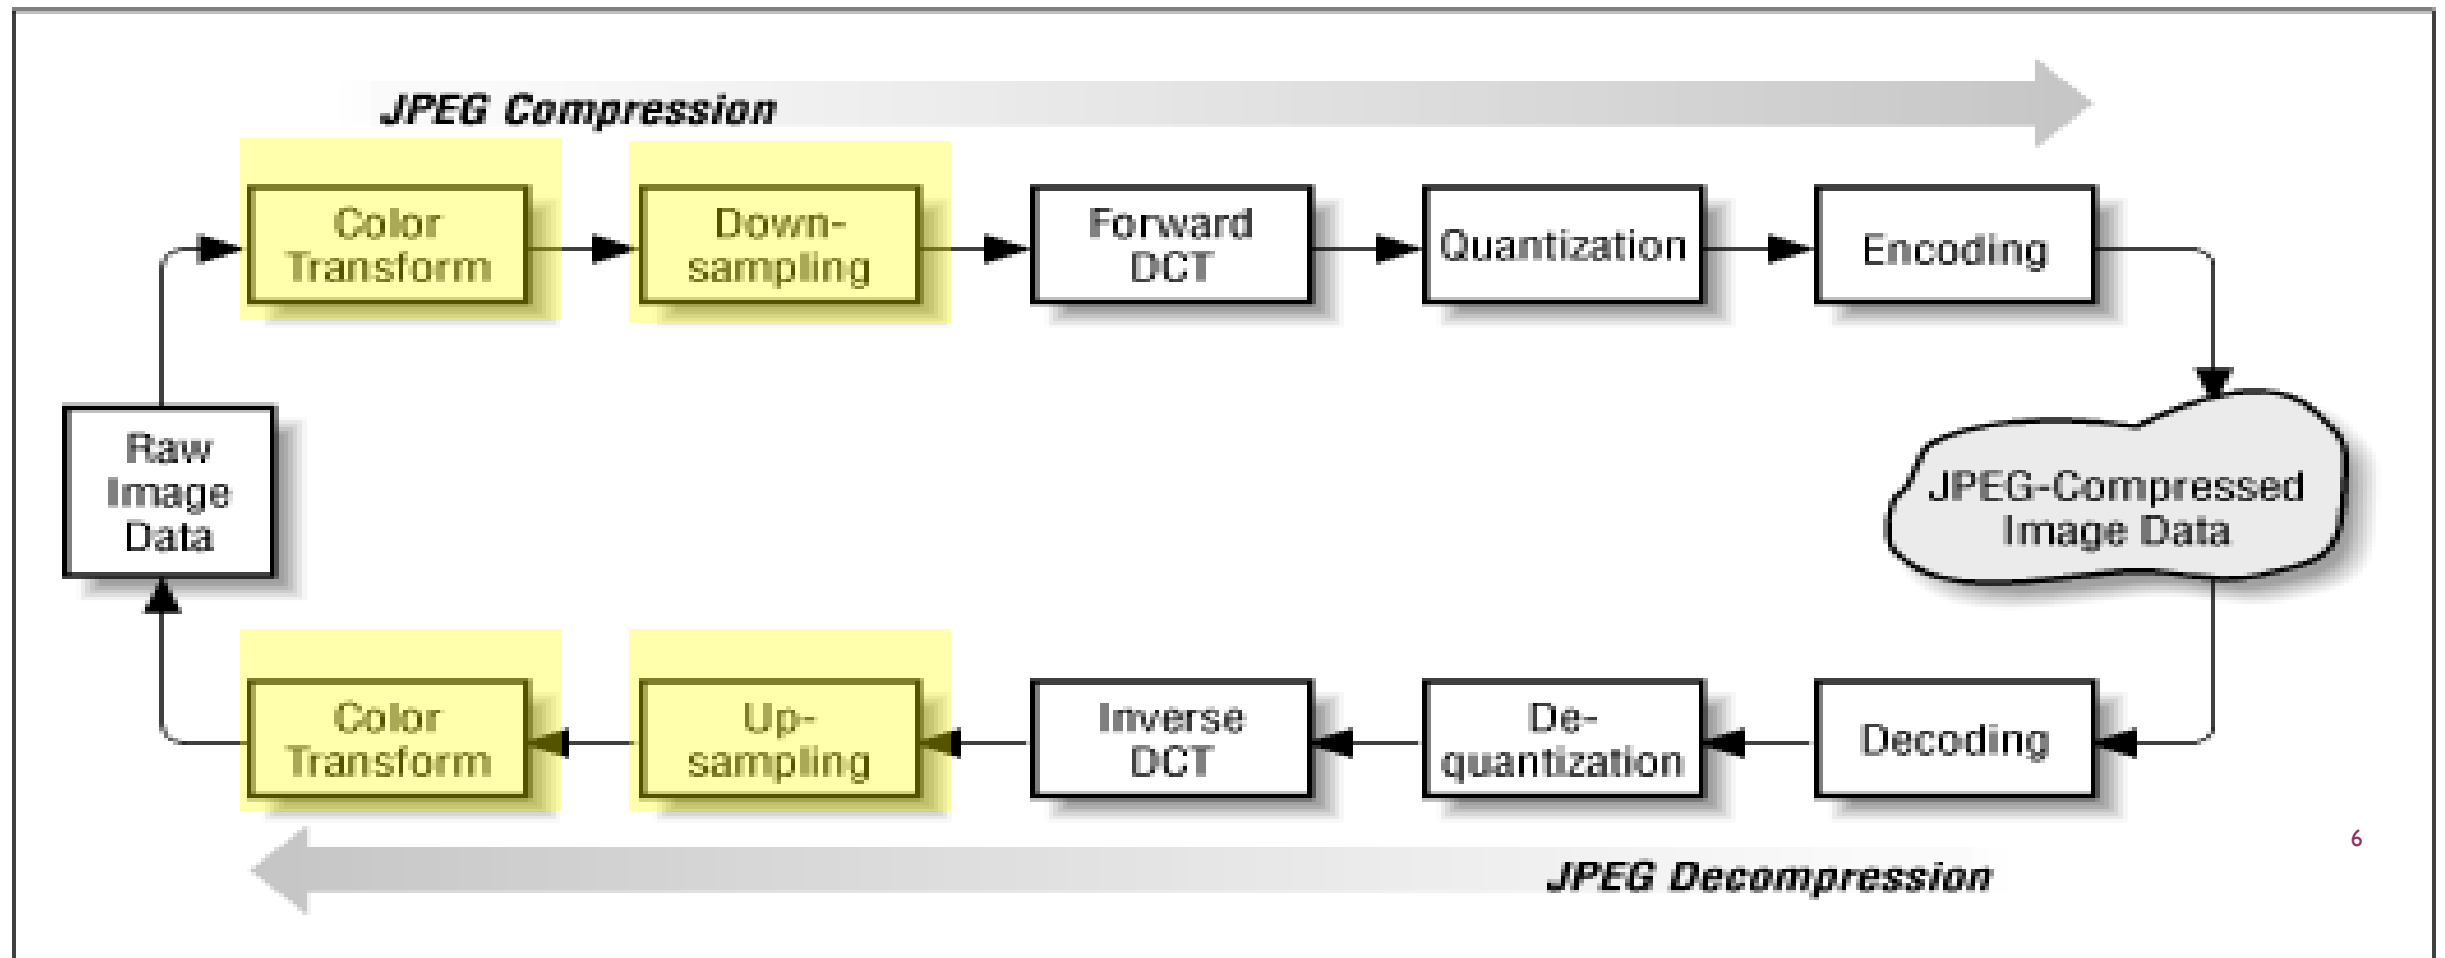 JPEG Compression
Color
Transform
Down-
sampling
Forward
DCT
Quantization
Encoding
Raw
Image
Data
JPEG-Compressed
Image Data
Color
Transform
Up-
sampling
Inverse
DCT
De-
quantization
Decoding
6
JPEG Decompression